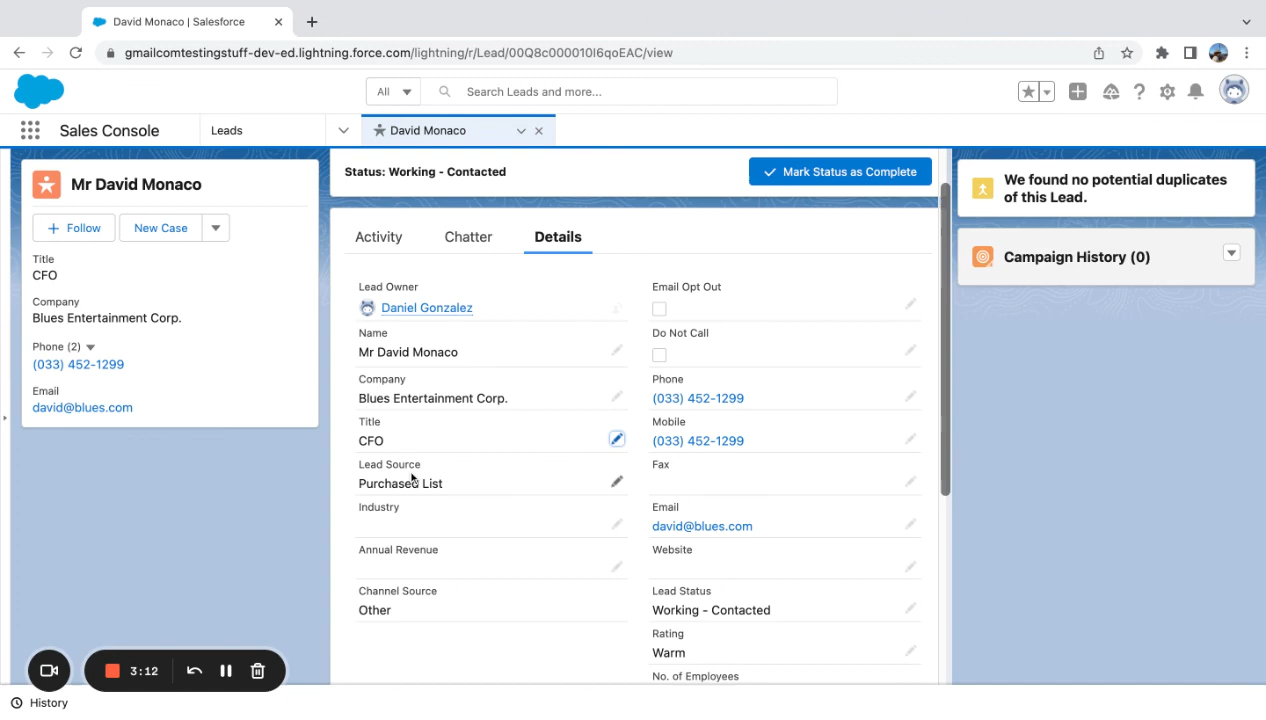 David Monaco | Salesforce
gmailcomtestingstuff-dev-ed.lightning.force.com/lightning/r/Lead/00Q8c000010I6qoEAC/view
All
Search Leads and more...
Sales Console
Leads
David Monaco
Mr David Monaco
Follow
New Case
Title
CFO
Company
Blues Entertainment Corp.
Phone (2)
(033) 452-1299
Email
david@blues.com
Status: Working - Contacted
Mark Status as Complete
Activity
Chatter
Details
Lead Owner
Daniel Gonzalez
Name
Mr David Monaco
Company
Blues Entertainment Corp.
Title
CFO
Lead Source
Purchased List
Industry
Annual Revenue
Channel Source
Other
Email Opt Out
Do Not Call
Phone
(033) 452-1299
Mobile
(033) 452-1299
Fax
Email
david@blues.com
Website
Lead Status
Working - Contacted
Rating
Warm
No. of Employees
We found no potential duplicates
of this Lead.
Campaign History (0)
3:12
History